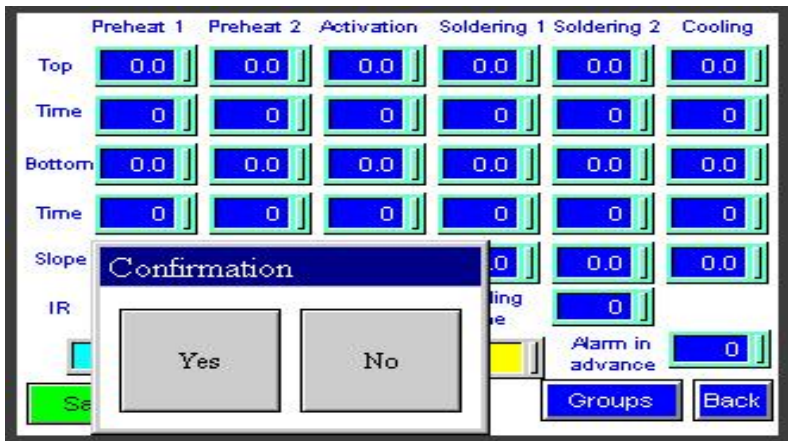 Preheat 1 Preheat 2 Activation Soldering 1 Soldering 2 Cooling
Top 0.0 0.0 0.0 0.0 0.0 0.0
Time 0 0 0 0 0 0
Bottom 0.0 0.0 0.0 0.0 0.0 0.0
Time 0 0 0 0 0 0
Slope .0 0.0 0.0
Confirmation
IR ling 0
e
Yes No
Alarm in advance 0
Sa Groups Back